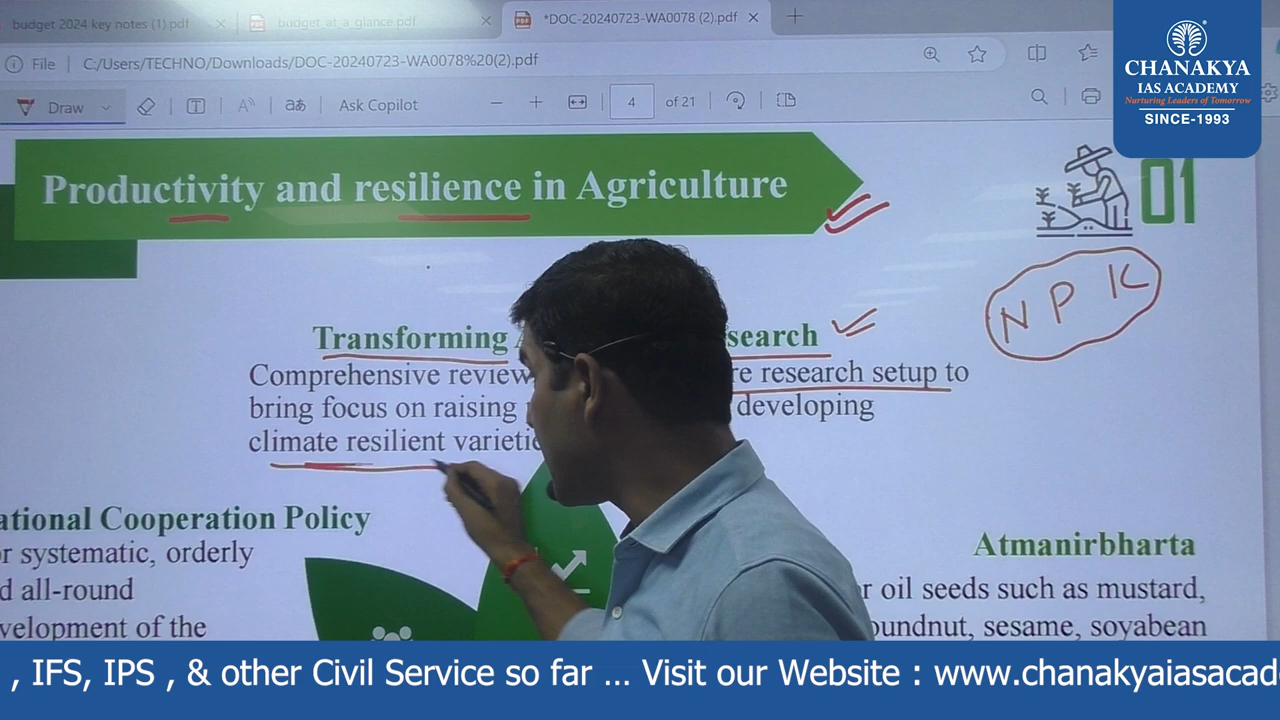 budget 2024 key notes (1).pdf
budget_at_a_glance.pdf
*DOC-20240723-WA0078 (2).pdf
File | C:/Users/TECHNO/Downloads/DOC-20240723-WA0078%20(2).pdf
Draw
Ask Copilot
4 of 21
CHANAKYA
IAS ACADEMY
Nurturing Leaders of Tomorrow
SINCE-1993
Productivity and resilience in Agriculture
01
N P K
Transforming search
Comprehensive review re research setup to
bring focus on raising developing
climate resilient varieti
ational Cooperation Policy
or systematic, orderly
d all-round
velopment of the
Atmanirbharta
r oil seeds such as mustard,
oundnut, sesame, soyabean
, IFS, IPS , & other Civil Service so far ... Visit our Website : www.chanakyaiasacad